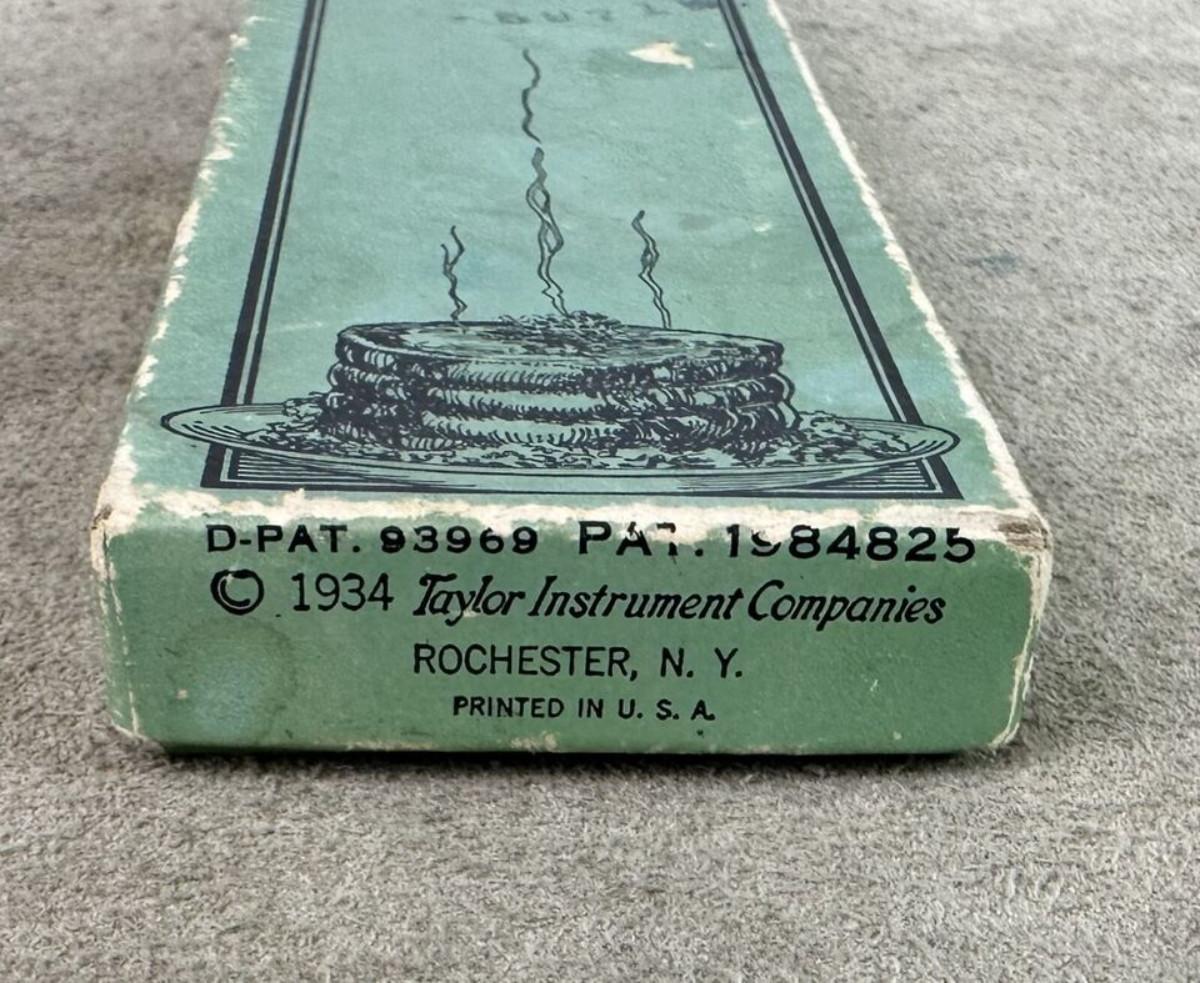 D-PAT. 93969 PAT. 1984825
© 1934 Taylor Instrument Companies
ROCHESTER, N. Y.
PRINTED IN U. S. A.